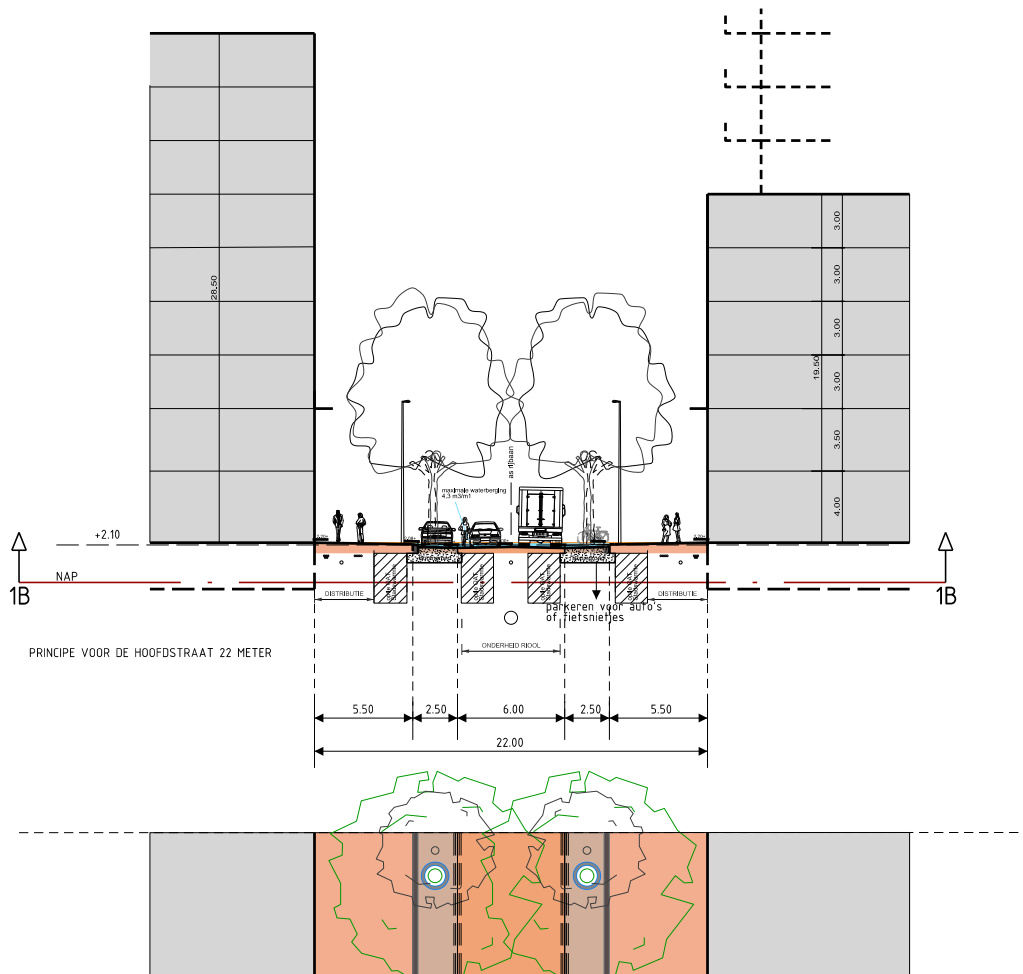 28.50
3.00
3.00
3.00
3.00
19.50
3.50
4.00
as rijbaan
maximale waterberging
4.3 m3/m1
+2.10
NAP
1B
1B
DISTRIBUTIE
DISTRIBUTIE
parkeren voor auto's
of fietsnietjes
ONDERHEID RIOOL
PRINCIPE VOOR DE HOOFDSTRAAT 22 METER
5.50
2.50
6.00
2.50
5.50
22.00